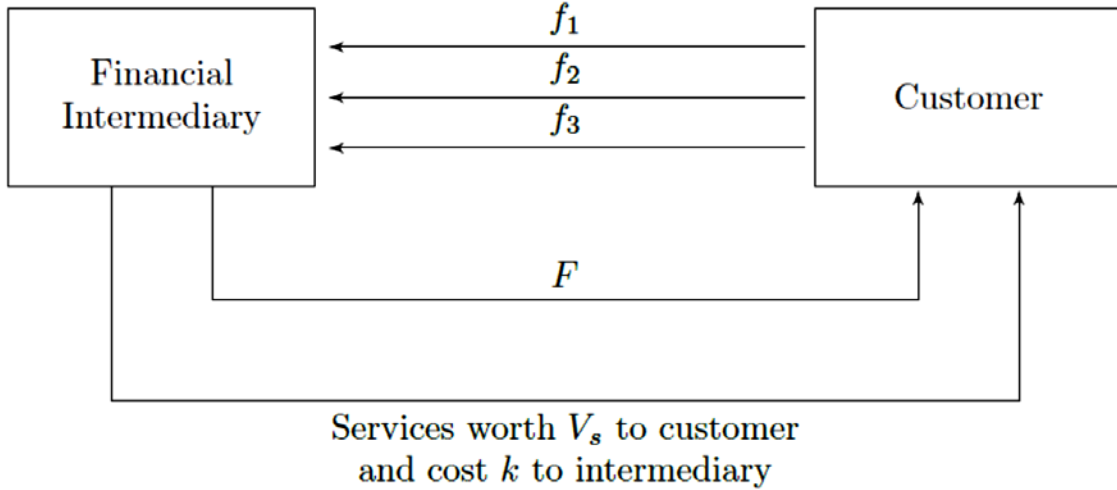 f₁
Financial
Intermediary
f₂
Customer
f₃
F
Services worth Vₛ to customer
and cost k to intermediary